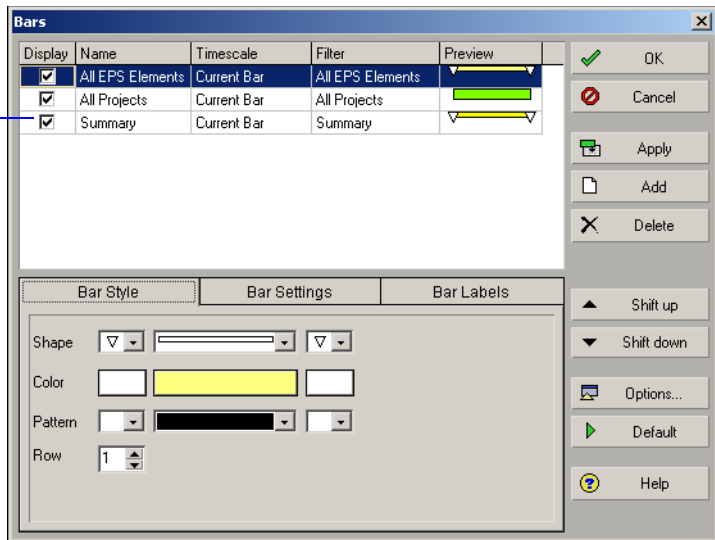 Bars
Display Name Timescale Filter Preview
All EPS Elements Current Bar All EPS Elements
All Projects Current Bar All Projects
Summary Current Bar Summary
OK
Cancel
Apply
Add
Delete
Shift up
Shift down
Options...
Default
Help
Bar Style Bar Settings Bar Labels
Shape
Color
Pattern
Row 1